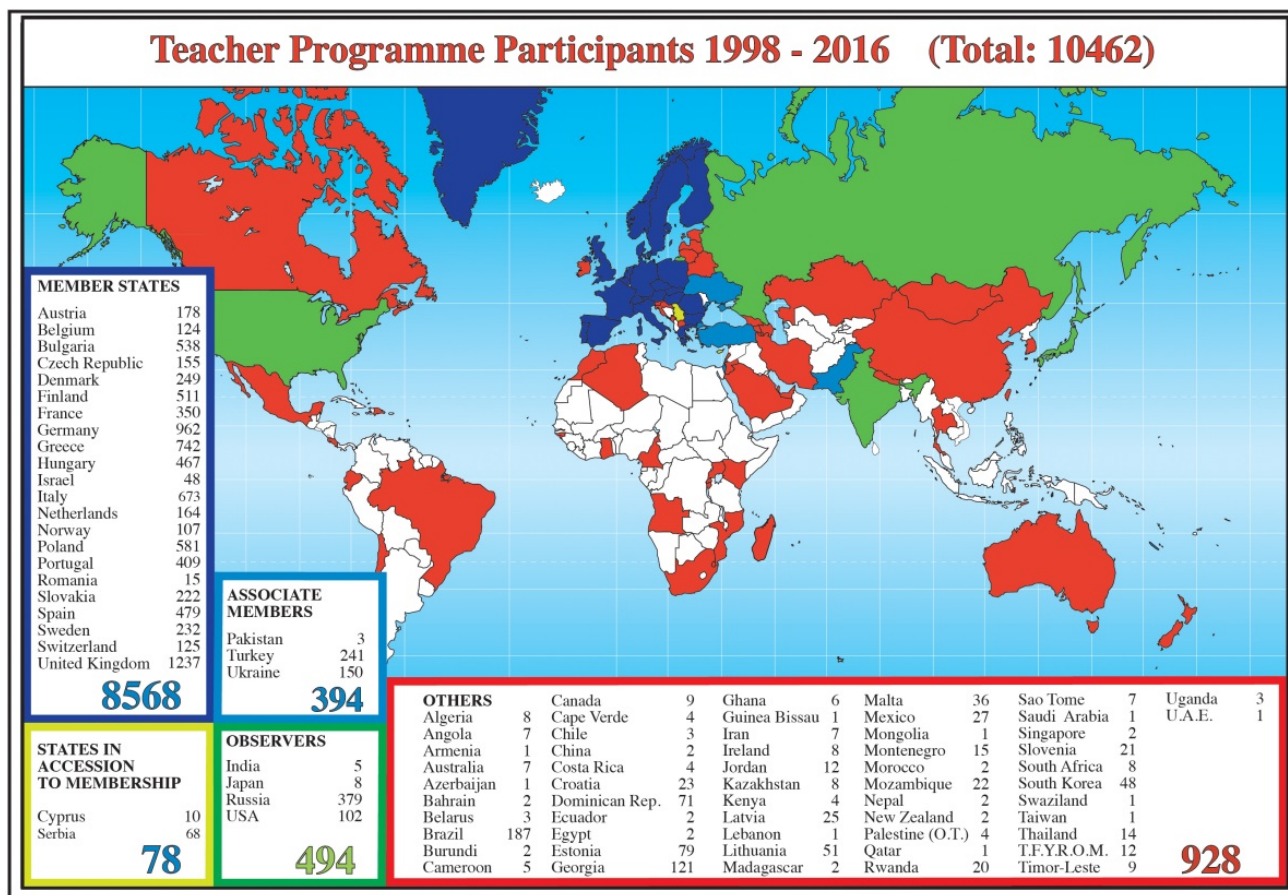 Teacher Programme Participants 1998 - 2016 (Total: 10462)
MEMBER STATES
Austria 178
Belgium 124
Bulgaria 538
Czech Republic 155
Denmark 249
Finland 511
France 350
Germany 962
Greece 742
Hungary 467
Israel 48
Italy 673
Netherlands 164
Norway 107
Poland 581
Portugal 409
Romania 15
Slovakia 222
Spain 479
Sweden 232
Switzerland 125
United Kingdom 1237
8568
ASSOCIATE
MEMBERS
Pakistan 3
Turkey 241
Ukraine 150
394
STATES IN
ACCESSION
TO MEMBERSHIP
Cyprus 10
Serbia 68
78
OBSERVERS
India 5
Japan 8
Russia 379
USA 102
494
OTHERS
Algeria 8
Angola 7
Armenia 1
Australia 7
Azerbaijan 1
Bahrain 2
Belarus 3
Brazil 187
Burundi 2
Cameroon 5
Canada 9
Cape Verde 4
Chile 3
China 2
Costa Rica 4
Croatia 23
Dominican Rep. 71
Ecuador 2
Egypt 2
Estonia 79
Georgia 121
Ghana 6
Guinea Bissau 1
Iran 7
Ireland 8
Jordan 12
Kazakhstan 8
Kenya 4
Latvia 25
Lebanon 1
Lithuania 51
Madagascar 2
Malta 36
Mexico 27
Mongolia 1
Montenegro 15
Morocco 2
Mozambique 22
Nepal 2
New Zealand 2
Palestine (O.T.) 4
Qatar 1
Rwanda 20
Sao Tome 7
Saudi Arabia 1
Singapore 2
Slovenia 21
South Africa 8
South Korea 48
Swaziland 1
Taiwan 1
Thailand 14
T.F.Y.R.O.M. 12
Timor-Leste 9
Uganda 3
U.A.E. 1
928